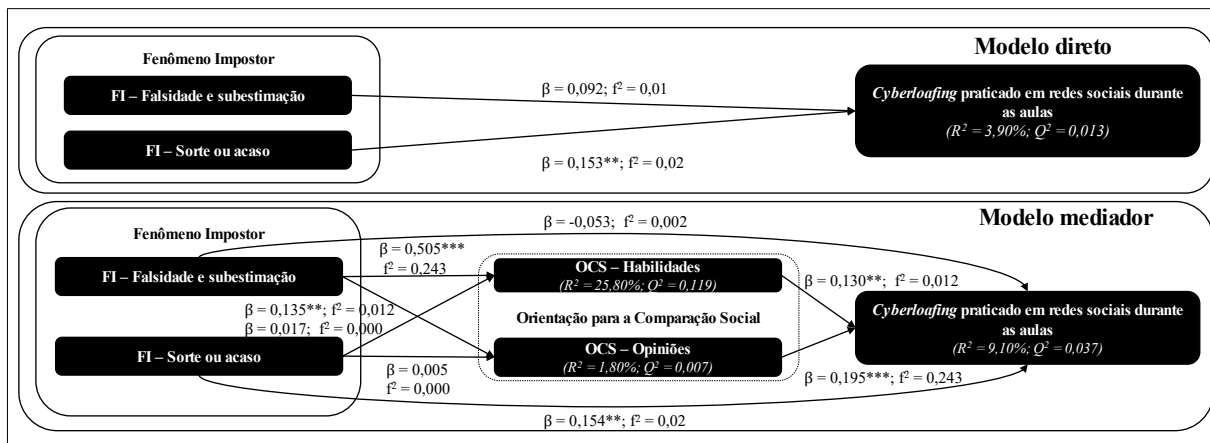 Modelo direto
Fenômeno Impostor
FI – Falsidade e subestimação
FI – Sorte ou acaso
β = 0,092; f² = 0,01
β = 0,153**; f² = 0,02
Cyberloafing praticado em redes sociais durante
as aulas
(R² = 3,90%; Q² = 0,013)
Modelo mediador
Fenômeno Impostor
FI – Falsidade e subestimação
FI – Sorte ou acaso
β = -0,053; f² = 0,002
β = 0,505***
f² = 0,243
β = 0,135**; f² = 0,012
β = 0,017; f² = 0,000
β = 0,005
f² = 0,000
OCS – Habilidades
(R² = 25,80%; Q² = 0,119)
Orientação para a Comparação Social
OCS – Opiniões
(R² = 1,80%; Q² = 0,007)
β = 0,130**; f² = 0,012
β = 0,195***; f² = 0,243
β = 0,154**; f² = 0,02
Cyberloafing praticado em redes sociais durante
as aulas
(R² = 9,10%; Q² = 0,037)